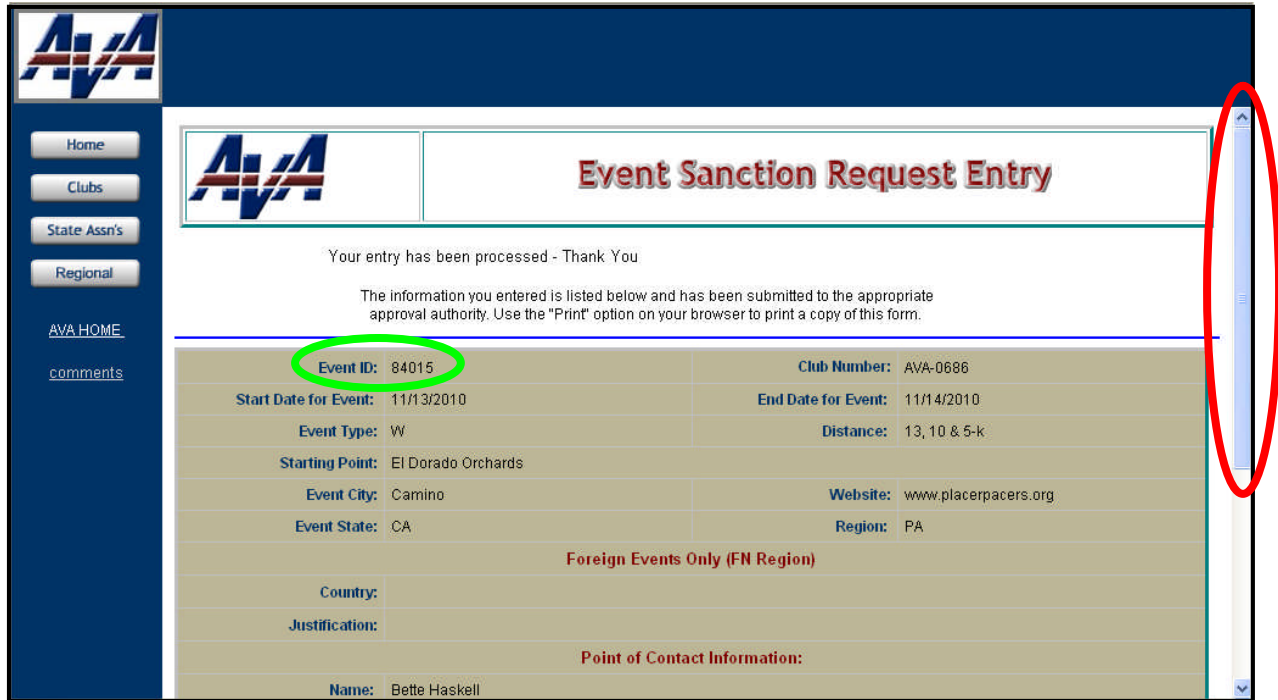 AVA
Home
Clubs
State Assn's
Regional
AVA HOME
comments
AVA
Event Sanction Request Entry
Your entry has been processed - Thank You
The information you entered is listed below and has been submitted to the appropriate
approval authority. Use the "Print" option on your browser to print a copy of this form.
Event ID: 84015 Club Number: AVA-0686
Start Date for Event: 11/13/2010 End Date for Event: 11/14/2010
Event Type: W Distance: 13, 10 & 5-k
Starting Point: El Dorado Orchards
Event City: Camino Website: www.placerpacers.org
Event State: CA Region: PA
Foreign Events Only (FN Region)
Country:
Justification:
Point of Contact Information:
Name: Bette Haskell